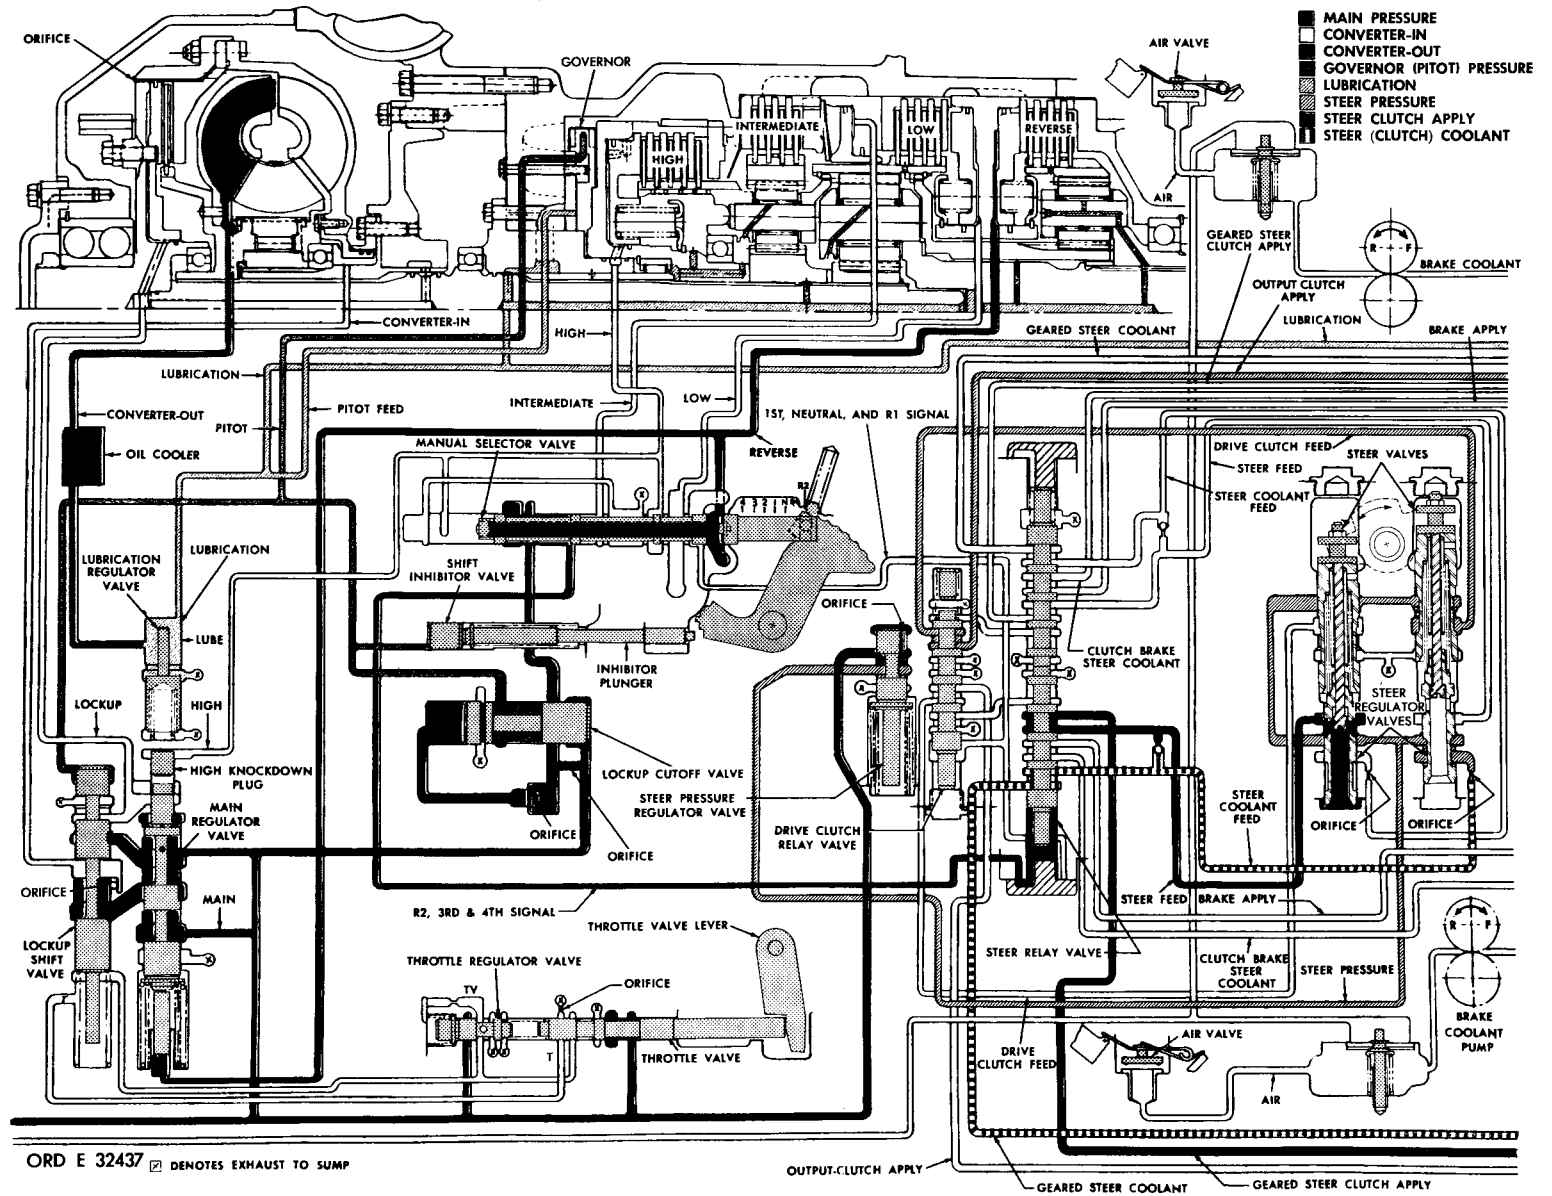 ORIFICE
GOVERNOR
AIR VALVE
MAIN PRESSURE
CONVERTER-IN
CONVERTER-OUT
GOVERNOR (PITOT) PRESSURE
LUBRICATION
STEER PRESSURE
STEER CLUTCH APPLY
STEER (CLUTCH) COOLANT
INTERMEDIATE
LOW
REVERSE
HIGH
AIR
GEARED STEER
CLUTCH APPLY
R F
BRAKE COOLANT
OUTPUT CLUTCH
APPLY
LUBRICATION
CONVERTER-IN
HIGH
GEARED STEER COOLANT
BRAKE APPLY
LUBRICATION
INTERMEDIATE
LOW
CONVERTER-OUT
PITOT FEED
PITOT
1ST, NEUTRAL, AND R1 SIGNAL
OIL COOLER
MANUAL SELECTOR VALVE
REVERSE
DRIVE CLUTCH FEED
STEER VALVES
STEER FEED
STEER COOLANT
FEED
R2
4 3 2 1 N R1
LUBRICATION
REGULATOR
VALVE
LUBRICATION
SHIFT
INHIBITOR VALVE
ORIFICE
LUBE
INHIBITOR
PLUNGER
CLUTCH BRAKE
STEER COOLANT
LOCKUP
HIGH
STEER
REGULATOR
VALVES
HIGH KNOCKDOWN
PLUG
LOCKUP CUTOFF VALVE
STEER PRESSURE
REGULATOR VALVE
MAIN
REGULATOR
VALVE
ORIFICE
ORIFICE
DRIVE CLUTCH
RELAY VALVE
STEER
COOLANT
FEED
ORIFICE
ORIFICE
ORIFICE
MAIN
R2, 3RD & 4TH SIGNAL
STEER FEED
BRAKE APPLY
R F
LOCKUP
SHIFT
VALVE
THROTTLE VALVE LEVER
STEER RELAY VALVE
CLUTCH BRAKE
STEER
COOLANT
STEER PRESSURE
THROTTLE REGULATOR VALVE
TV
ORIFICE
T
THROTTLE VALVE
DRIVE
CLUTCH FEED
AIR VALVE
BRAKE
COOLANT
PUMP
AIR
ORD E 32437
X DENOTES EXHAUST TO SUMP
OUTPUT-CLUTCH APPLY
GEARED STEER COOLANT
GEARED STEER CLUTCH APPLY